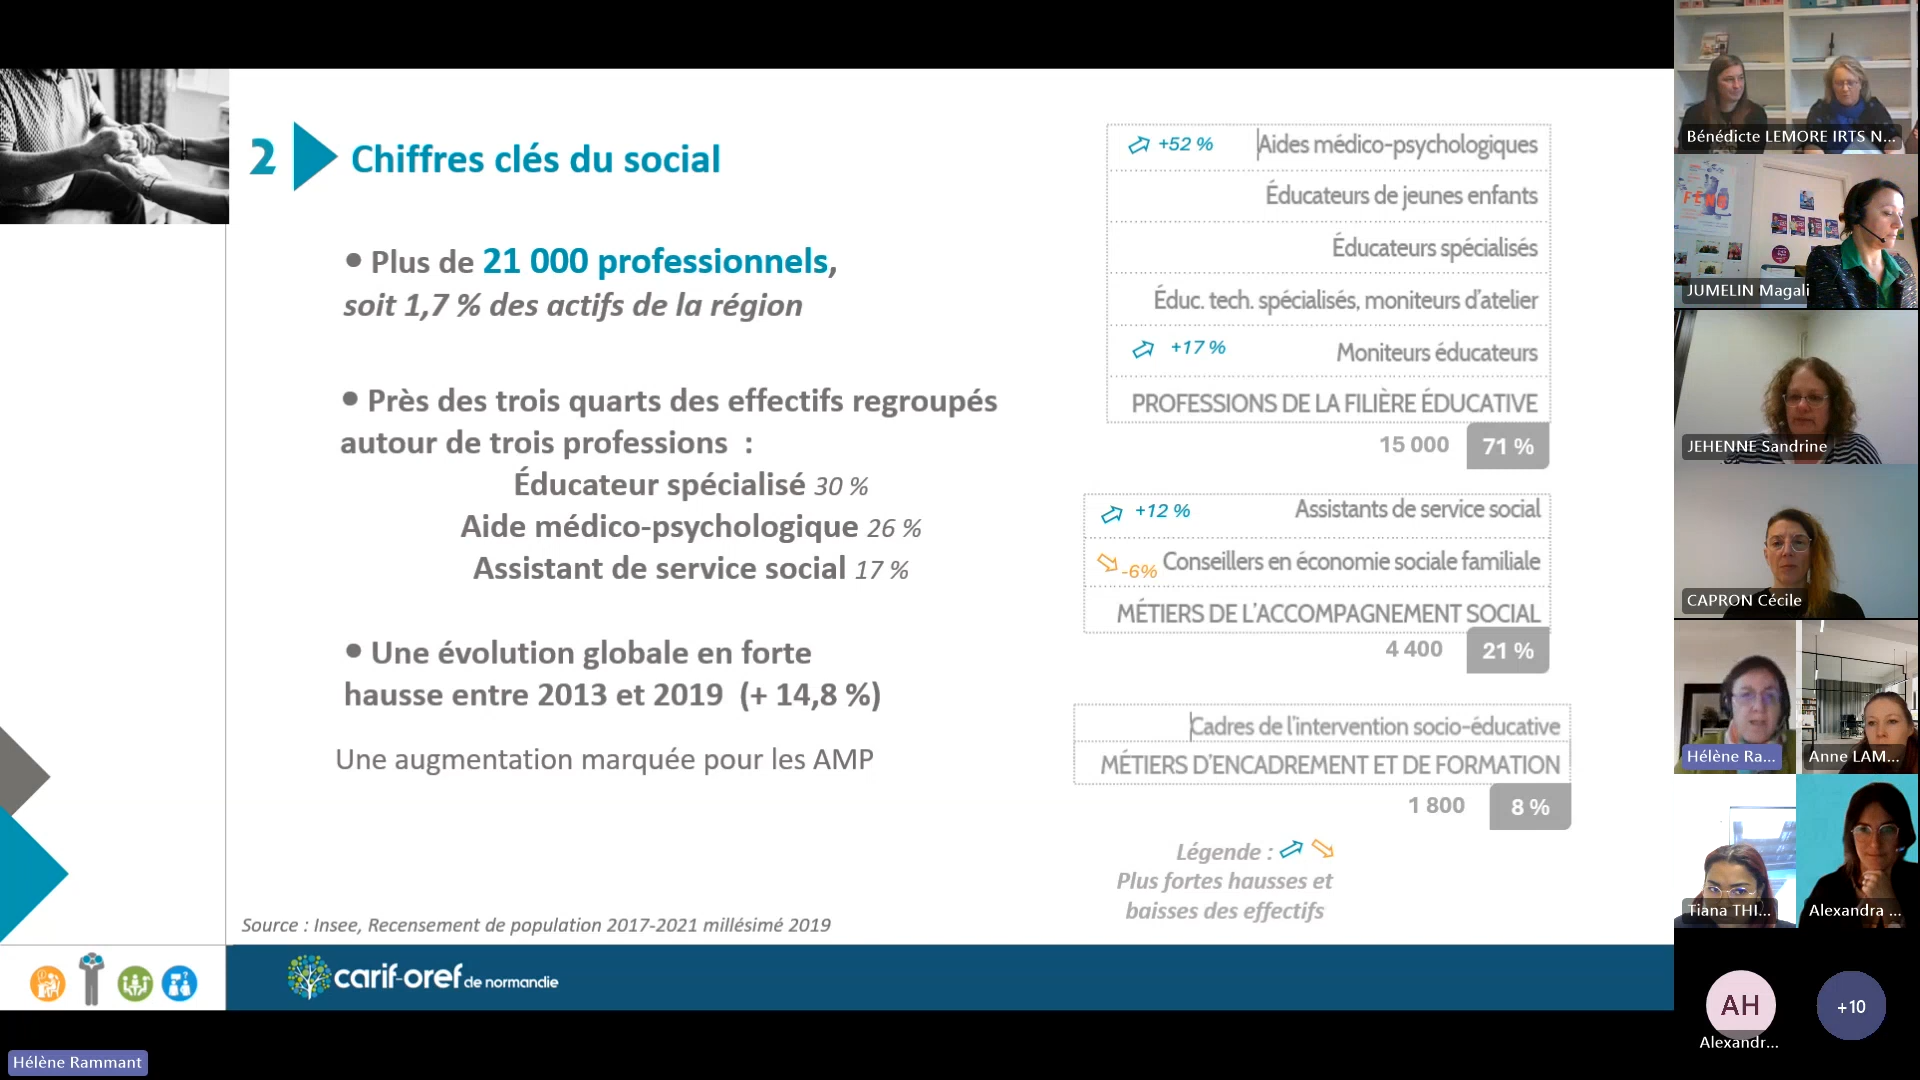 2
Chiffres clés du social
• Plus de 21 000 professionnels,
soit 1,7 % des actifs de la région
• Près des trois quarts des effectifs regroupés
autour de trois professions :
Éducateur spécialisé 30 %
Aide médico-psychologique 26 %
Assistant de service social 17 %
• Une évolution globale en forte
hausse entre 2013 et 2019 (+ 14,8 %)
Une augmentation marquée pour les AMP
Source : Insee, Recensement de population 2017-2021 millésimé 2019
+52 % Aides médico-psychologiques
Éducateurs de jeunes enfants
Éducateurs spécialisés
Éduc. tech. spécialisés, moniteurs d'atelier
+17 % Moniteurs éducateurs
PROFESSIONS DE LA FILIÈRE ÉDUCATIVE
15 000 71 %
+12 % Assistants de service social
-6% Conseillers en économie sociale familiale
MÉTIERS DE L'ACCOMPAGNEMENT SOCIAL
4 400 21 %
Cadres de l'intervention socio-éducative
MÉTIERS D'ENCADREMENT ET DE FORMATION
1 800 8 %
Légende :
Plus fortes hausses et
baisses des effectifs
carif-oref de normandie
Hélène Rammant
Bénédicte LEMORE IRTS N...
JUMELIN Magali
JEHENNE Sandrine
CAPRON Cécile
Hélène Ra...
Anne LAM...
Tiana THI...
Alexandra ...
AH
Alexandr...
+10